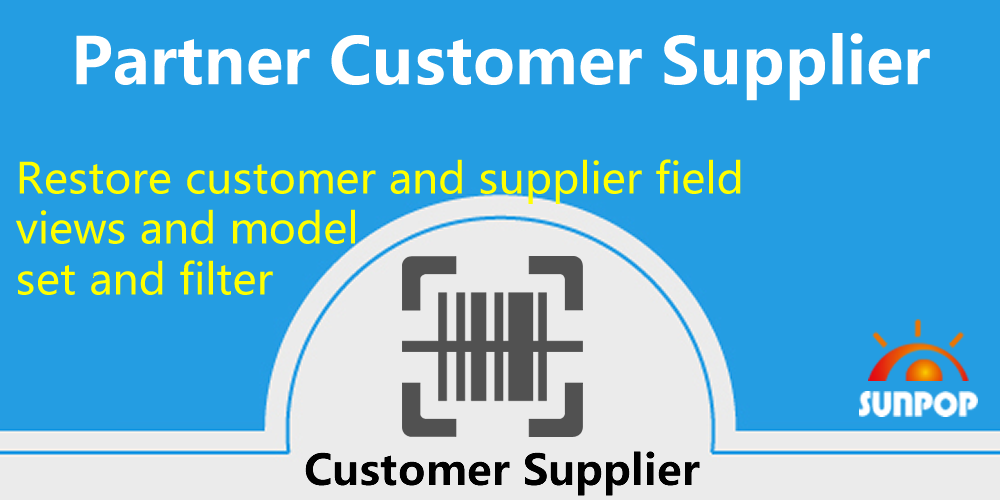 Partner Customer Supplier
Restore customer and supplier field
views and model
set and filter
SUNPOP
Customer Supplier